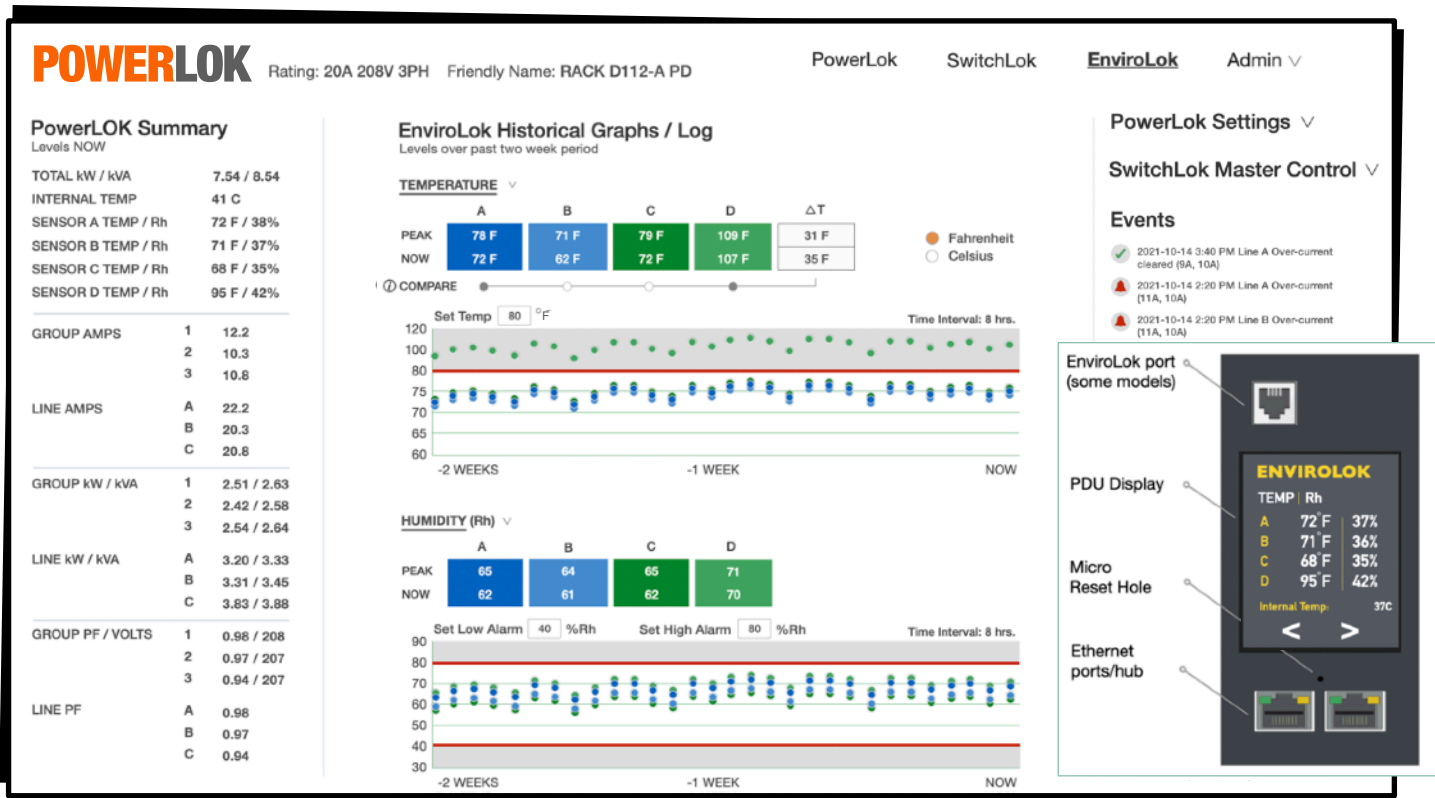 POWERLOK Rating: 20A 208V 3PH Friendly Name: RACK D112-A PD
PowerLok SwitchLok EnviroLok Admin
PowerLOK Summary
Levels NOW
TOTAL kW / kVA 7.54 / 8.54
INTERNAL TEMP 41 C
SENSOR A TEMP / Rh 72 F / 38%
SENSOR B TEMP / Rh 71 F / 37%
SENSOR C TEMP / Rh 68 F / 35%
SENSOR D TEMP / Rh 95 F / 42%
GROUP AMPS 1 12.2
2 10.3
3 10.8
LINE AMPS A 22.2
B 20.3
C 20.8
GROUP kW / kVA 1 2.51 / 2.63
2 2.42 / 2.58
3 2.54 / 2.64
LINE kW / kVA A 3.20 / 3.33
B 3.31 / 3.45
C 3.83 / 3.88
GROUP PF / VOLTS 1 0.98 / 208
2 0.97 / 207
3 0.94 / 207
LINE PF A 0.98
B 0.97
C 0.94
EnviroLok Historical Graphs / Log
Levels over past two week period
TEMPERATURE
A B C D △T
PEAK 78 F 71 F 79 F 109 F 31 F
NOW 72 F 62 F 72 F 107 F 35 F
Fahrenheit
Celsius
i COMPARE
Set Temp 80 °F
Time Interval: 8 hrs.
120
100
80
75
70
65
60
-2 WEEKS -1 WEEK NOW
HUMIDITY (Rh)
A B C D
PEAK 65 64 65 71
NOW 62 61 62 70
Set Low Alarm 40 %Rh Set High Alarm 80 %Rh Time Interval: 8 hrs.
90
80
70
60
50
40
30
-2 WEEKS -1 WEEK NOW
PowerLok Settings
SwitchLok Master Control
Events
2021-10-14 3:40 PM Line A Over-current
cleared (9A, 10A)
2021-10-14 2:20 PM Line A Over-current
(11A, 10A)
2021-10-14 2:20 PM Line B Over-current
(11A, 10A)
EnviroLok port
(some models)
PDU Display
Micro
Reset Hole
Ethernet
ports/hub
ENVIROLOK
TEMP | Rh
A 72°F 37%
B 71°F 36%
C 68°F 35%
D 95°F 42%
Internal Temp: 37C
< >